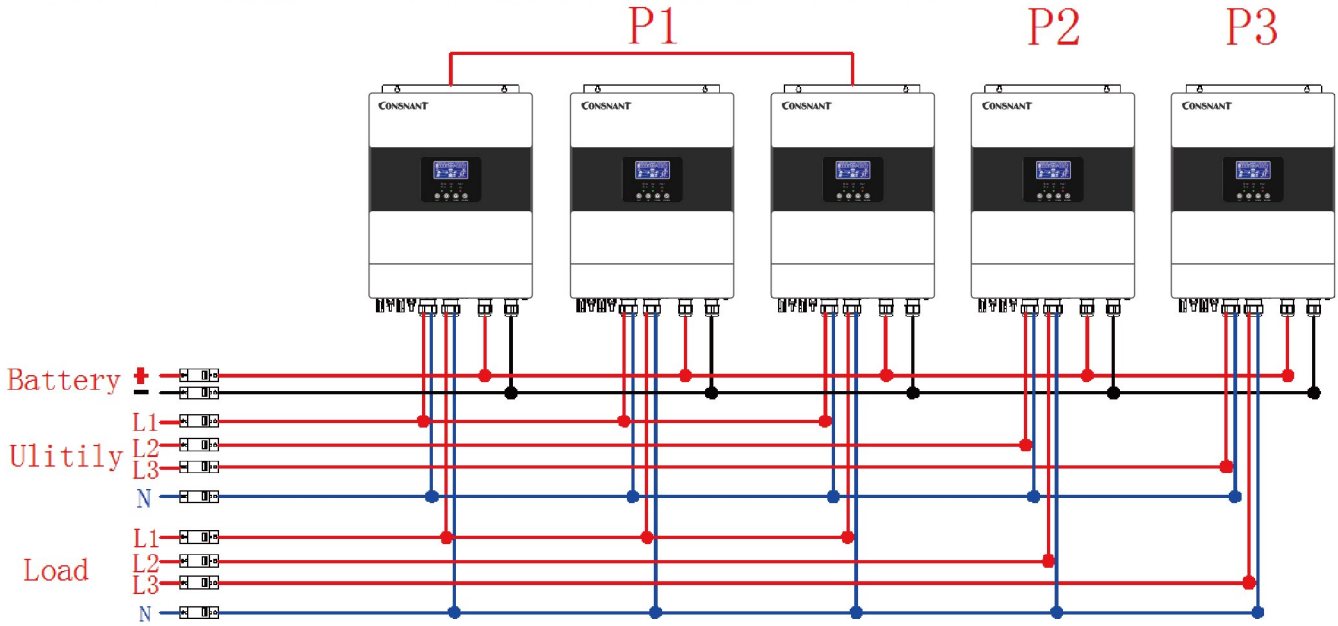 P1 P2 P3
CONSNANT CONSNANT CONSNANT CONSNANT CONSNANT
Battery + −
L1
Ulitily L2
L3
N
L1
Load L2
L3
N